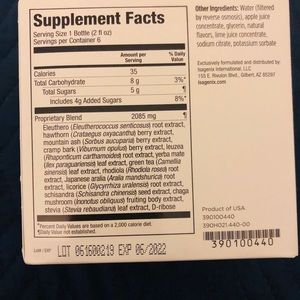 Supplement Facts
Serving Size 1 Bottle (2 fl oz)
Servings per Container 6
Amount per Serving
% Daily Value
Calories 35
Total Carbohydrate 8 g 3%*
Total Sugars 5 g ¶
Includes 4g Added Sugars 8%*
Proprietary Blend 2085 mg
Eleuthero (Eleutherococcus senticosus) root extract, ¶
hawthorn (Crataegus oxyacantha) berry extract,
mountain ash (Sorbus aucuparia) berry extract,
cramp bark (Viburnum opulus) berry extract, leuzea
(Rhaponticum carthamoides) root extract, yerba mate
(Ilex paraguariensis) leaf extract, green tea (Camellia
sinensis) leaf extract, rhodiola (Rhodiola rosea) root
extract, Japanese aralia (Aralia mandshurica) root
extract, licorice (Glycyrrhiza uralensis) root extract,
schisandra (Schisandra chinensis) seed extract, chaga
mushroom (Inonotus obliquus) fruiting body extract,
stevia (Stevia rebaudiana) leaf extract, D-ribose
*Percent Daily Values are based on a 2,000 calorie diet.
¶Daily Value not established.
LOT 061600219 EXP 06/2022
Other Ingredients: Water (filtered
by reverse osmosis), apple juice
concentrate, glycerin, natural
flavors, lime juice concentrate,
sodium citrate, potassium sorbate
Exclusively formulated and distributed by:
Isagenix International, LLC
155 E. Rivulon Blvd., Gilbert, AZ 85297
Isagenix.com
Product of USA
390100440
390H021.440-00
390100440